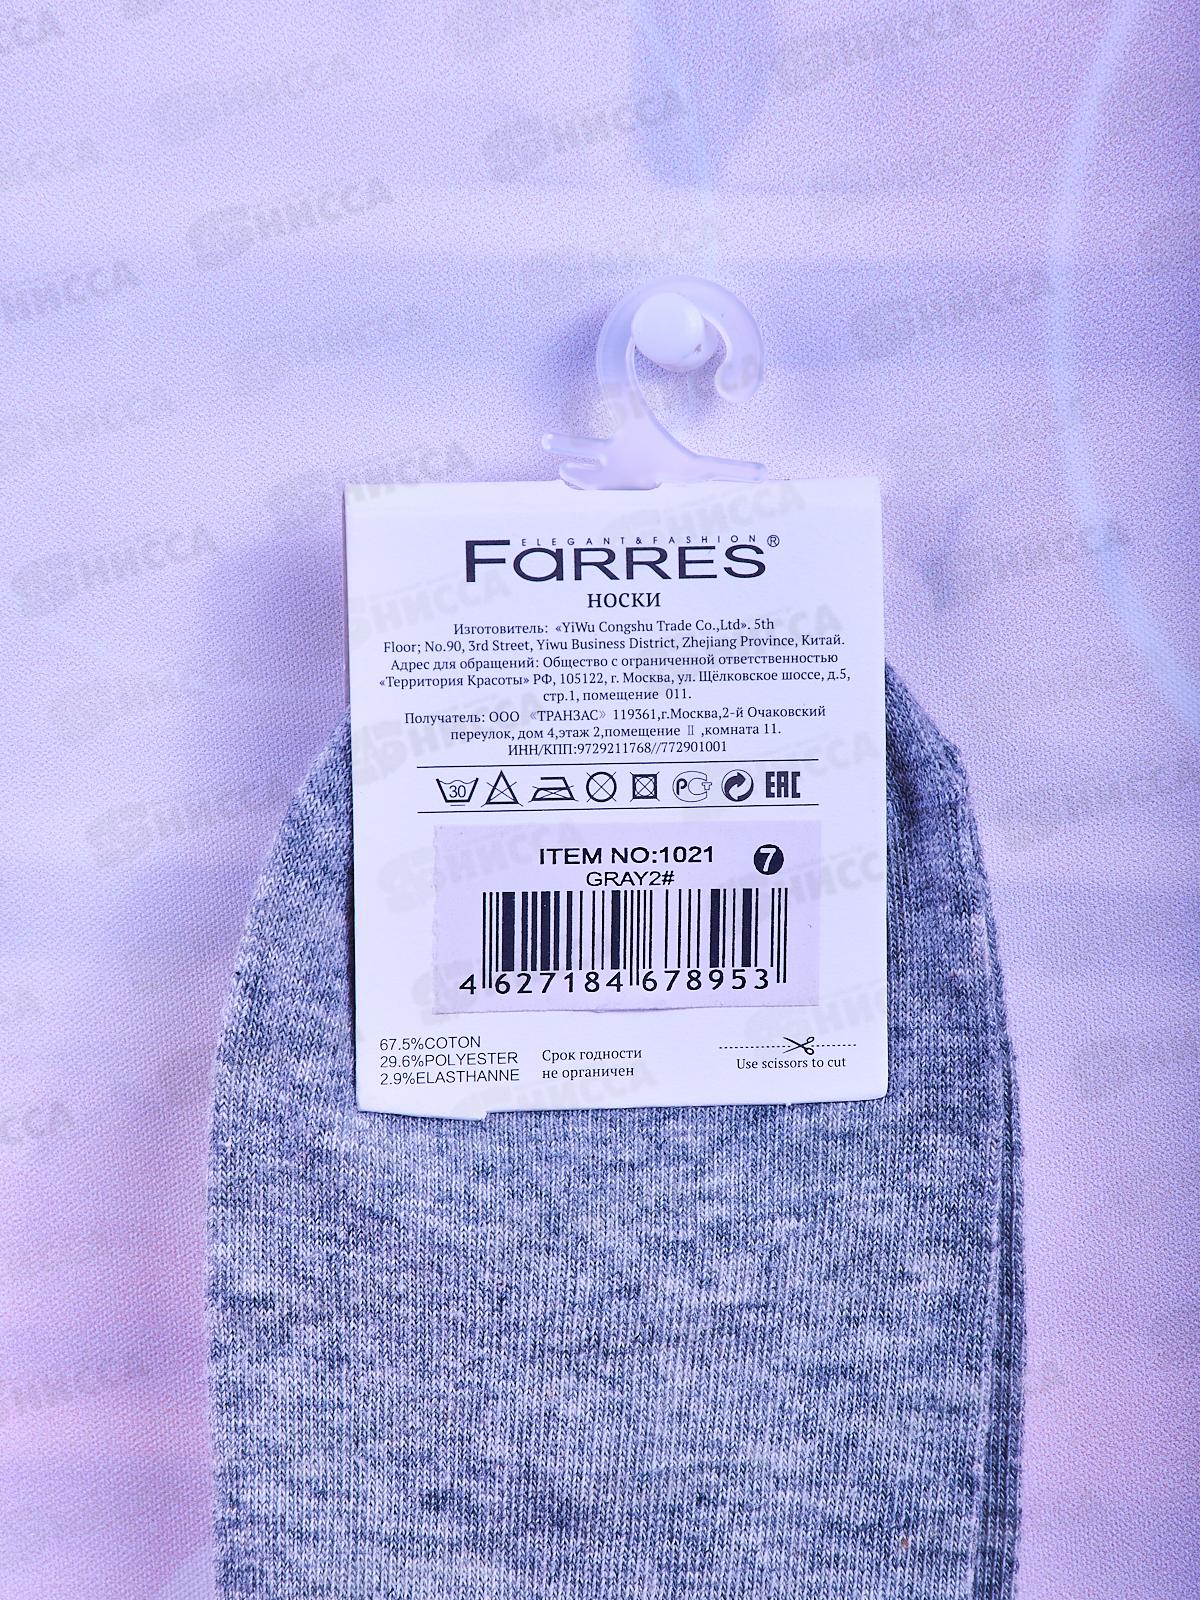 ELEGANT&FASHION
FARRES®
НОСКИ
Изготовитель: «YiWu Congshu Trade Co.,Ltd». 5th
Floor; No.90, 3rd Street, Yiwu Business District, Zhejiang Province, Китай.
Адрес для обращений: Общество с ограниченной ответственностью
«Территория Красоты» РФ, 105122, г. Москва, ул. Щёлковское шоссе, д.5,
стр.1, помещение 011.
Получатель: ООО «ТРАНЗАС» 119361,г.Москва,2-й Очаковский
переулок, дом 4,этаж 2,помещение Ⅱ ,комната 11.
ИНН/КПП:9729211768//772901001
30 РСТ EAC
ITEM NO:1021 7
GRAY2#
4 627184 678953
67.5%COTON
29.6%POLYESTER
2.9%ELASTHANNE
Срок годности
не органичен
Use scissors to cut
НИССА